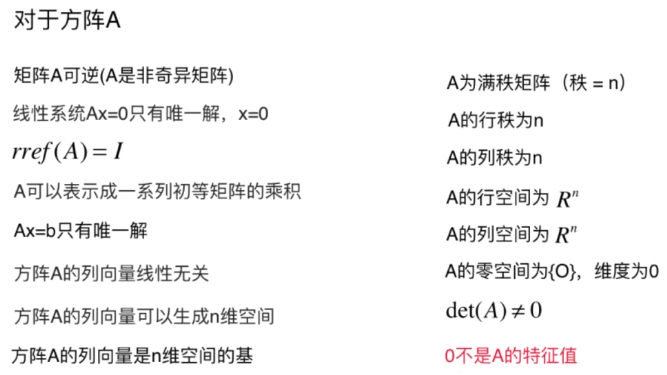 对于方阵A
矩阵A可逆(A是非奇异矩阵)
线性系统Ax=0只有唯一解，x=0
rref(A) = I
A可以表示成一系列初等矩阵的乘积
Ax=b只有唯一解
方阵A的列向量线性无关
方阵A的列向量可以生成n维空间
方阵A的列向量是n维空间的基
A为满秩矩阵（秩 = n）
A的行秩为n
A的列秩为n
A的行空间为 Rⁿ
A的列空间为 Rⁿ
A的零空间为{O}，维度为0
det(A) ≠ 0
0不是A的特征值